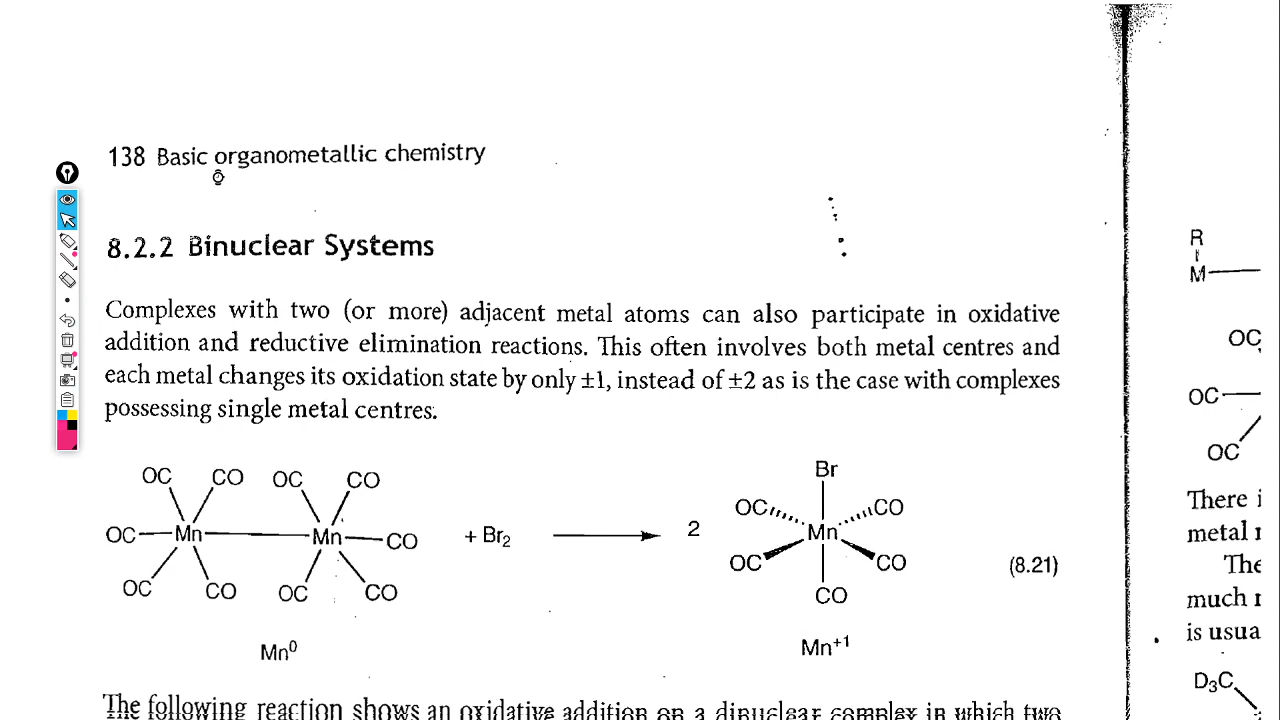 138 Basic organometallic chemistry
8.2.2 Binuclear Systems
Complexes with two (or more) adjacent metal atoms can also participate in oxidative
addition and reductive elimination reactions. This often involves both metal centres and
each metal changes its oxidation state by only ±1, instead of ±2 as is the case with complexes
possessing single metal centres.
OC CO OC CO
OC Mn Mn CO
OC CO OC CO
Mn⁰
+ Br₂
2
Br
OC CO
Mn
OC CO
CO
Mn⁺¹
(8.21)
The following reaction shows an oxidative addition on a dinuclear complex in which two
R
M
OC
OC
OC
There i
metal
The
much
is usua
D₃C